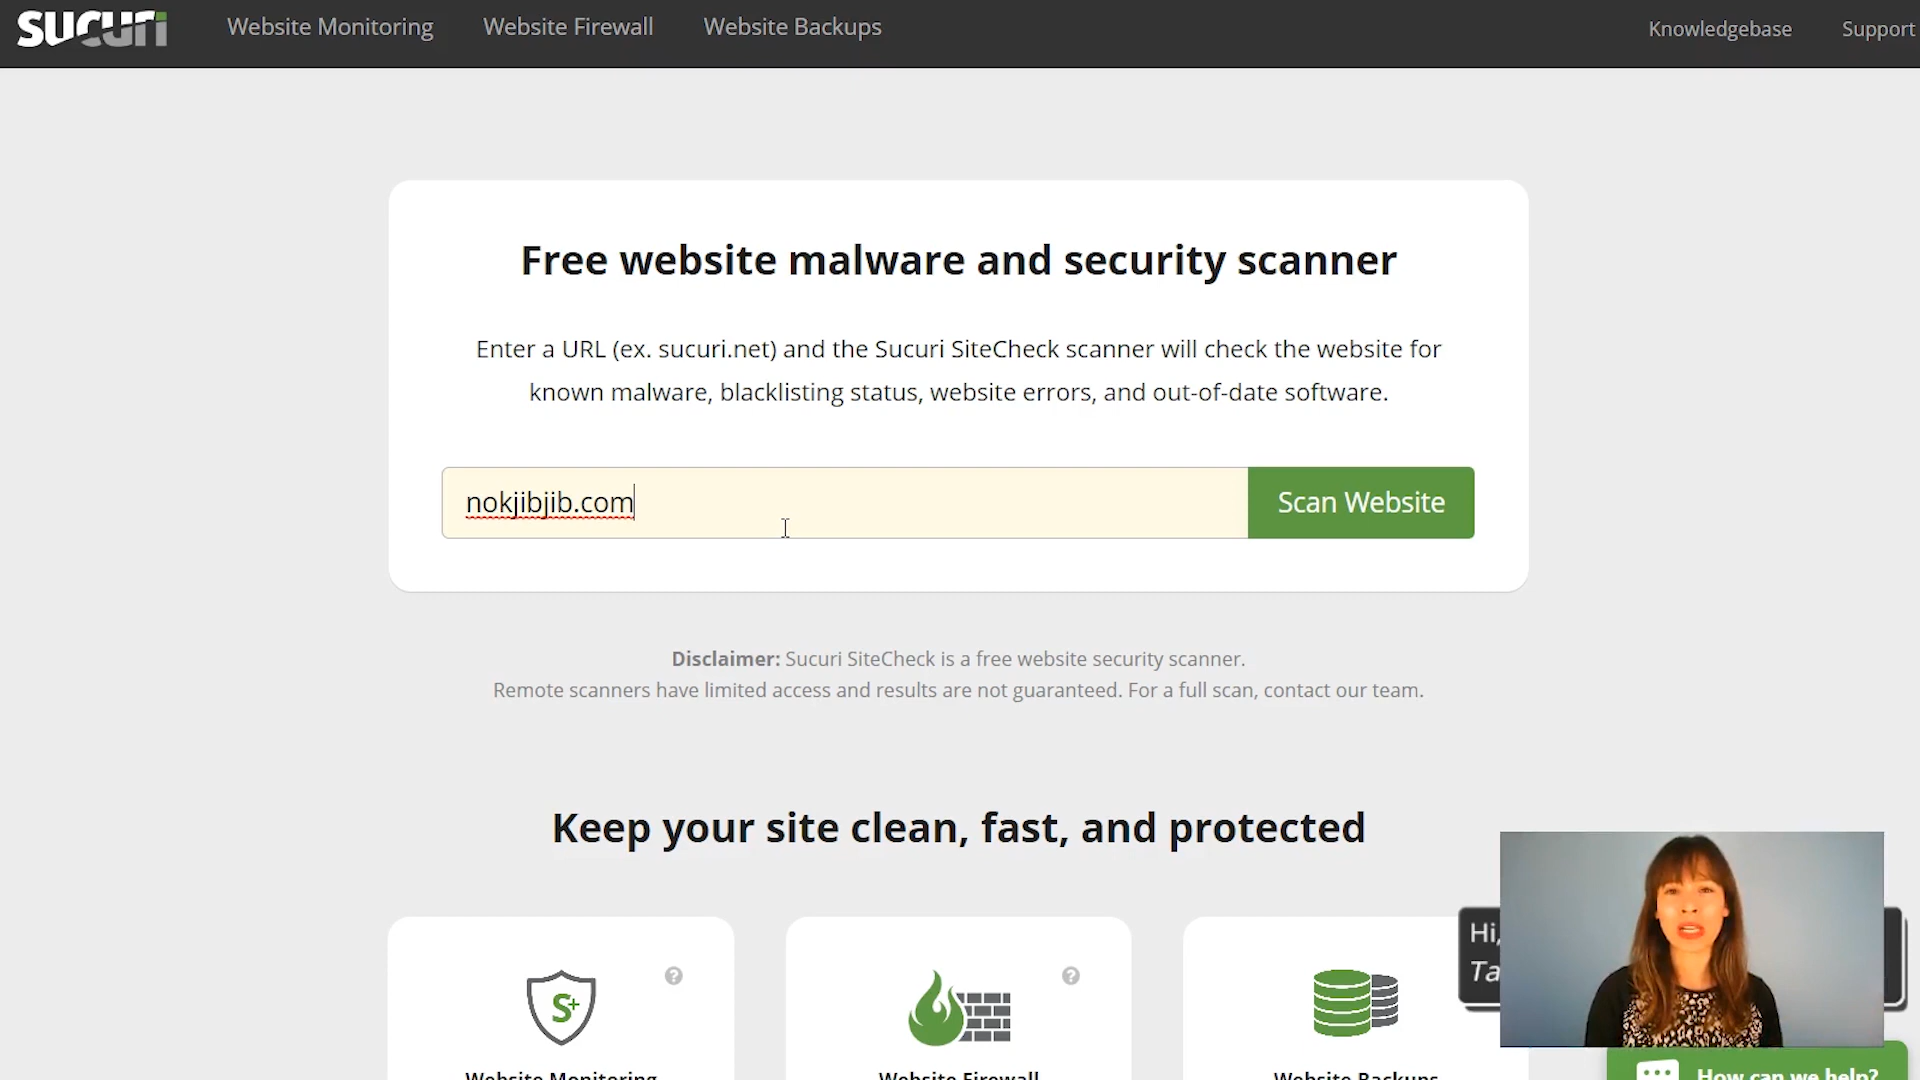 sucuri
Website Monitoring
Website Firewall
Website Backups
Knowledgebase
Support
Free website malware and security scanner
Enter a URL (ex. sucuri.net) and the Sucuri SiteCheck scanner will check the website for
known malware, blacklisting status, website errors, and out-of-date software.
nokjibjib.com
Scan Website
Disclaimer: Sucuri SiteCheck is a free website security scanner.
Remote scanners have limited access and results are not guaranteed. For a full scan, contact our team.
Keep your site clean, fast, and protected
?
?
S+
Website Monitoring
Website Firewall
Website Backups
Hi,
Ta
How can we help?